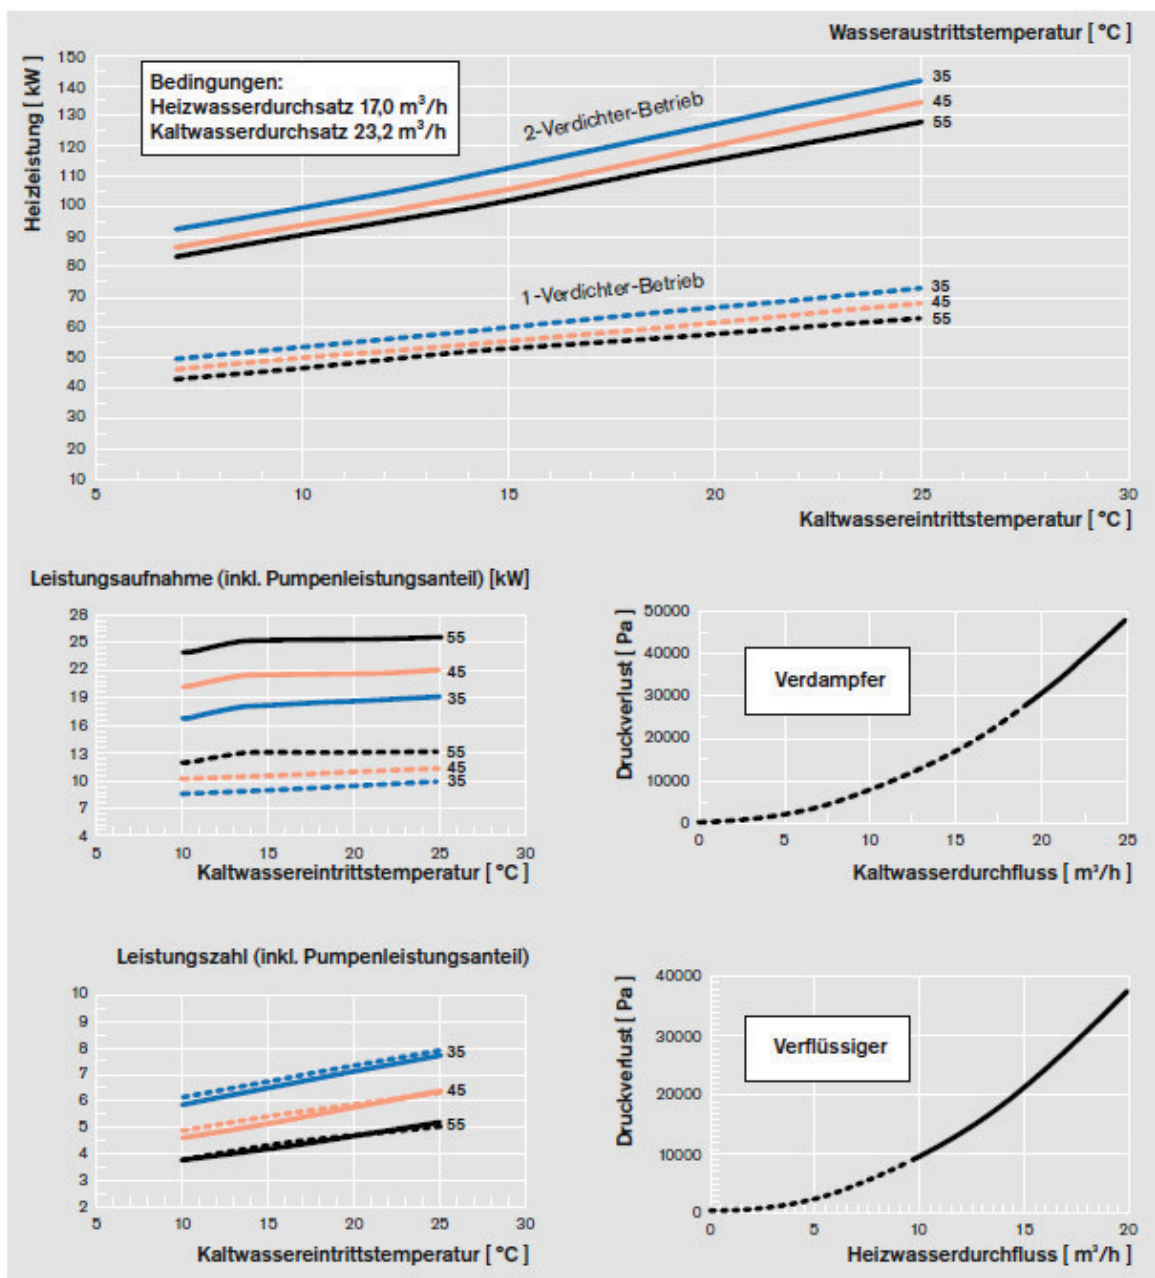 Wasseraustrittstemperatur [ °C ]
Heizleistung [ kW ]
150
140
130
120
110
100
90
80
70
60
50
40
30
20
10
Bedingungen:
Heizwasserdurchsatz 17,0 m³/h
Kaltwasserdurchsatz 23,2 m³/h
2-Verdichter-Betrieb
35
45
55
1-Verdichter-Betrieb
35
45
55
5 10 15 20 25 30
Kaltwassereintrittstemperatur [ °C ]
Leistungsaufnahme (inkl. Pumpenleistungsanteil) [kW]
28
25
22
19
16
13
10
7
4
55
45
35
55
45
35
5 10 15 20 25 30
Kaltwassereintrittstemperatur [ °C ]
Druckverlust [ Pa ]
50000
40000
30000
20000
10000
0
Verdampfer
0 5 10 15 20 25
Kaltwasserdurchfluss [ m³/h ]
Leistungszahl (inkl. Pumpenleistungsanteil)
10
9
8
7
6
5
4
3
2
35
45
55
5 10 15 20 25 30
Kaltwassereintrittstemperatur [ °C ]
Druckverlust [ Pa ]
40000
30000
20000
10000
0
Verflüssiger
0 5 10 15 20
Heizwasserdurchfluss [ m³/h ]